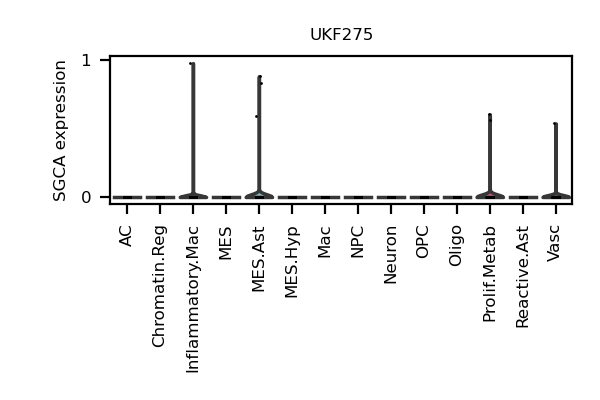 UKF275
SGCA expression
1
0
AC
Chromatin.Reg
Inflammatory.Mac
MES
MES.Ast
MES.Hyp
Mac
NPC
Neuron
OPC
Oligo
Prolif.Metab
Reactive.Ast
Vasc